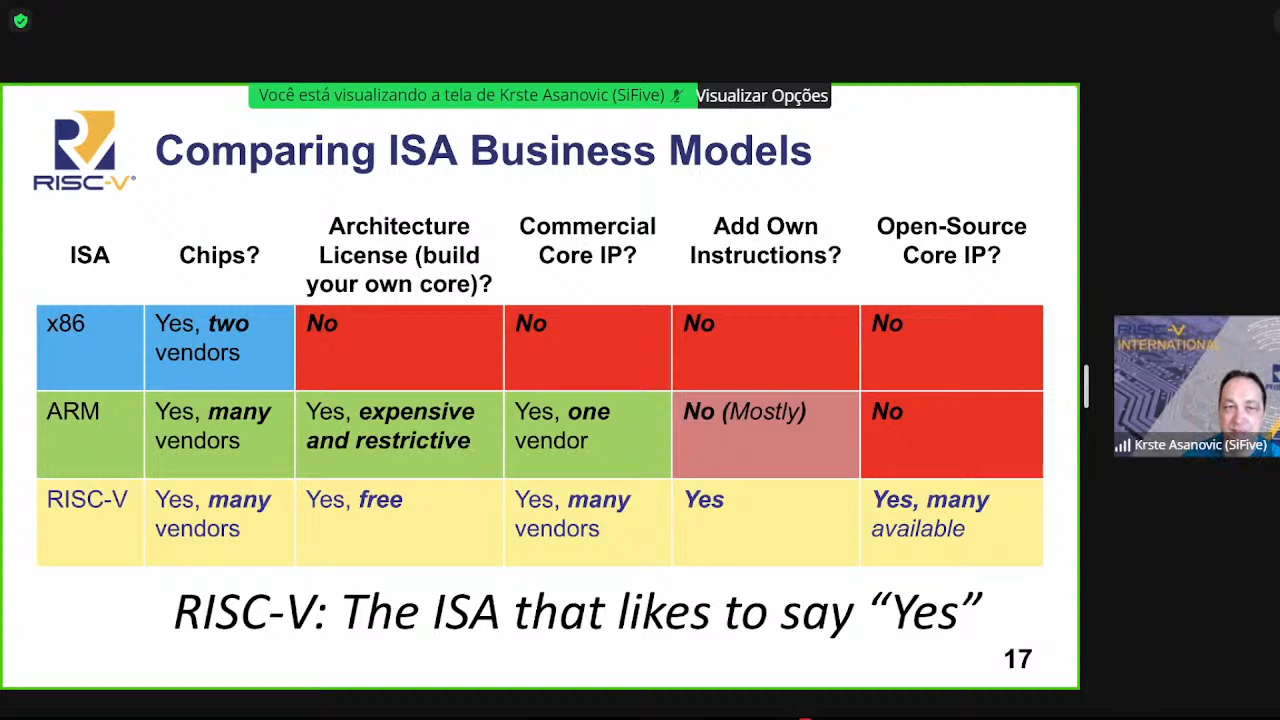 Você está visualizando a tela de Krste Asanovic (SiFive) Visualizar Opções
RISC-V®
Comparing ISA Business Models
ISA
Chips?
Architecture
License (build
your own core)?
Commercial
Core IP?
Add Own
Instructions?
Open-Source
Core IP?
x86
Yes, two
vendors
No
No
No
No
ARM
Yes, many
vendors
Yes, expensive
and restrictive
Yes, one
vendor
No (Mostly)
No
RISC-V
Yes, many
vendors
Yes, free
Yes, many
vendors
Yes
Yes, many
available
RISC-V: The ISA that likes to say “Yes”
17
RISC-V
INTERNATIONAL
Krste Asanovic (SiFive)